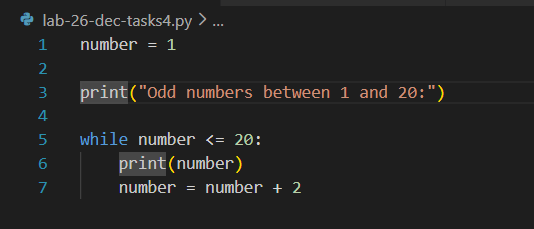 lab-26-dec-tasks4.py > ...
1 number = 1
2
3 print("Odd numbers between 1 and 20:")
4
5 while number <= 20:
6     print(number)
7     number = number + 2